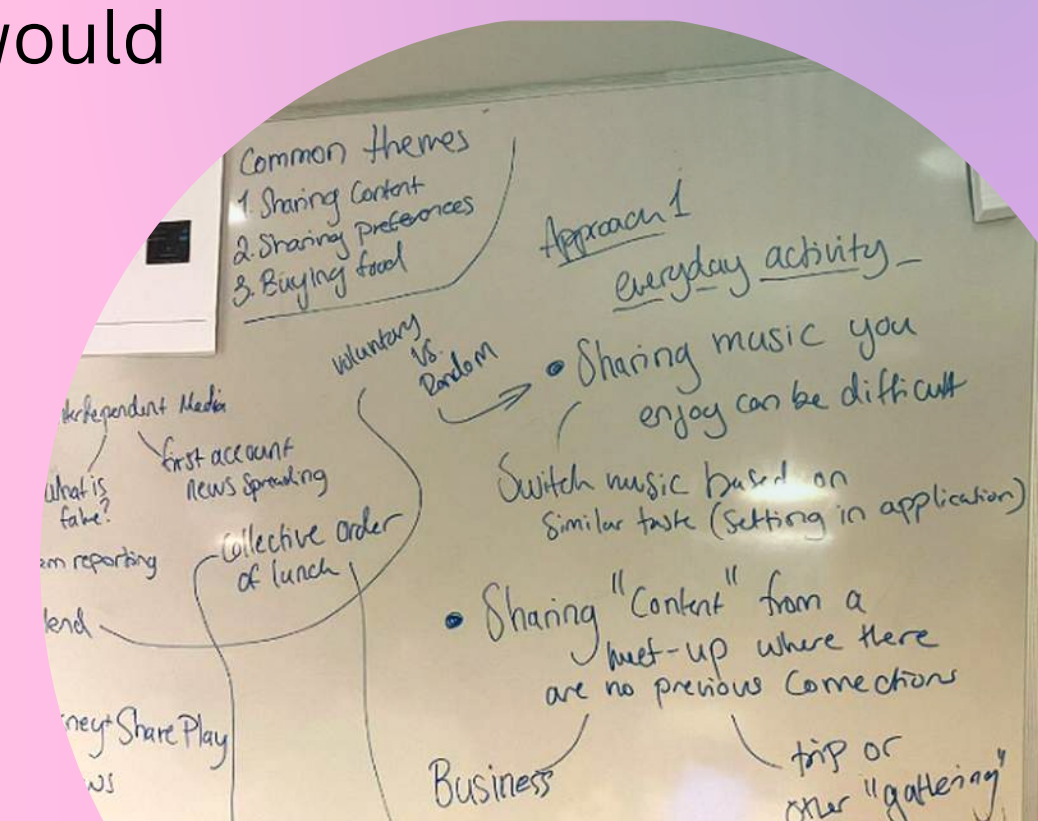 would
Common themes
1. Sharing Content
2. Sharing preferences
3. Buying food
Approach 1
everyday activity
voluntary
vs.
Random
• Sharing music you
enjoy can be difficult
Switch music based on
similar taste (setting in application)
Media
first account
news spreading
what is
fake?
reporting
Collective order
of lunch
• Sharing "Content" from a
meet-up where there
are no previous connections
Share Play
Business
trip or
other "gathering"